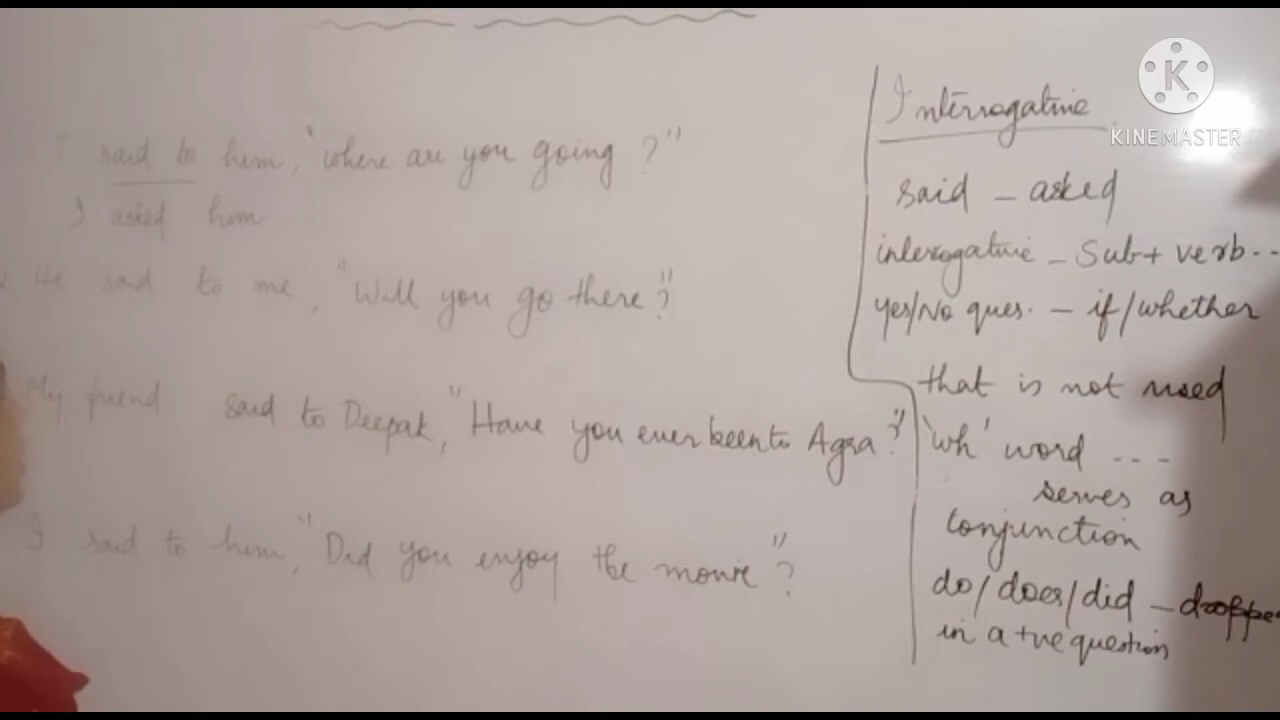 I said to him, "where are you going ?"
I asked him
He said to me, "Will you go there?"
My friend said to Deepak, "Have you ever been to Agra?"
I said to him, "Did you enjoy the movie"?
Interrogative
said - asked
interrogative - Sub + verb --
yes/No ques. - if/whether
that is not used
'wh' word ---
serves as
conjunction
do/does/did - droppe
in a +ve question
K
KINEMASTER